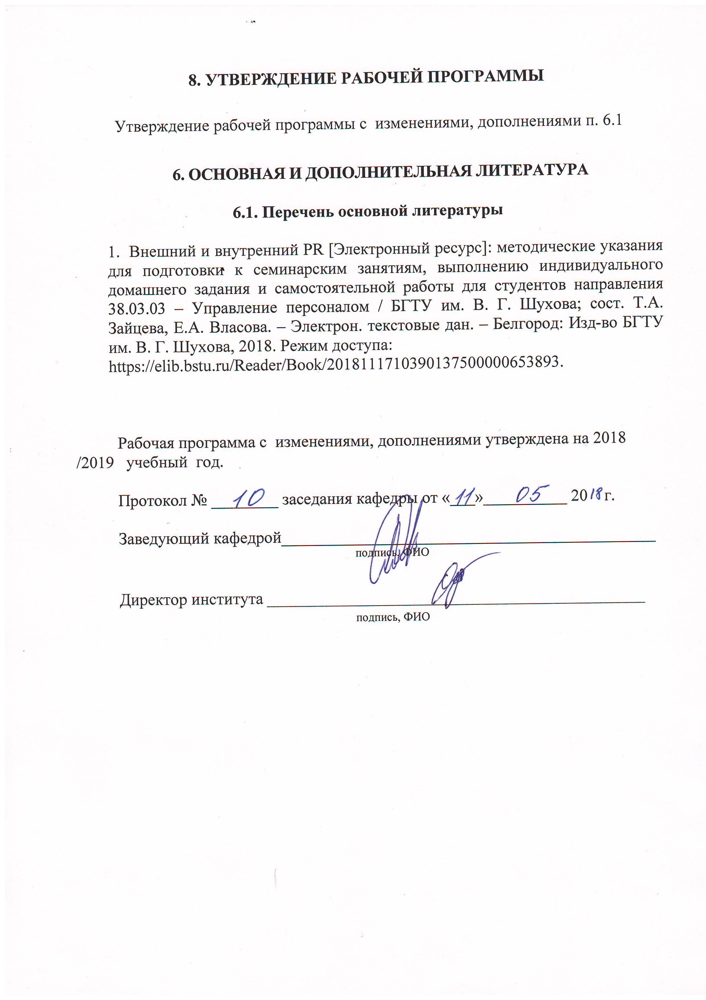 8. УТВЕРЖДЕНИЕ РАБОЧЕЙ ПРОГРАММЫ
Утверждение рабочей программы с изменениями, дополнениями п. 6.1
6. ОСНОВНАЯ И ДОПОЛНИТЕЛЬНАЯ ЛИТЕРАТУРА
6.1. Перечень основной литературы
1. Внешний и внутренний PR [Электронный ресурс]: методические указания
для подготовки к семинарским занятиям, выполнению индивидуального
домашнего задания и самостоятельной работы для студентов направления
38.03.03 – Управление персоналом / БГТУ им. В. Г. Шухова; сост. Т.А.
Зайцева, Е.А. Власова. – Электрон. текстовые дан. – Белгород: Изд-во БГТУ
им. В. Г. Шухова, 2018. Режим доступа:
https://elib.bstu.ru/Reader/Book/2018111710390137500000653893.
Рабочая программа с изменениями, дополнениями утверждена на 2018
/2019 учебный год.
Протокол № 10 заседания кафедры от «11» 05 2018 г.
Заведующий кафедрой
подпись, ФИО
Директор института
подпись, ФИО